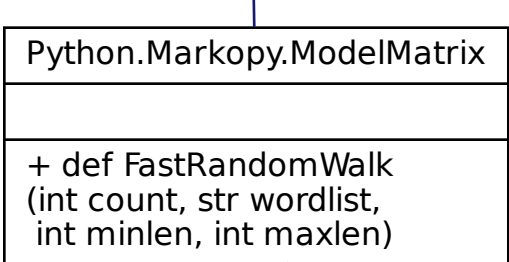 Python.Markopy.ModelMatrix
+ def FastRandomWalk
(int count, str wordlist,
int minlen, int maxlen)